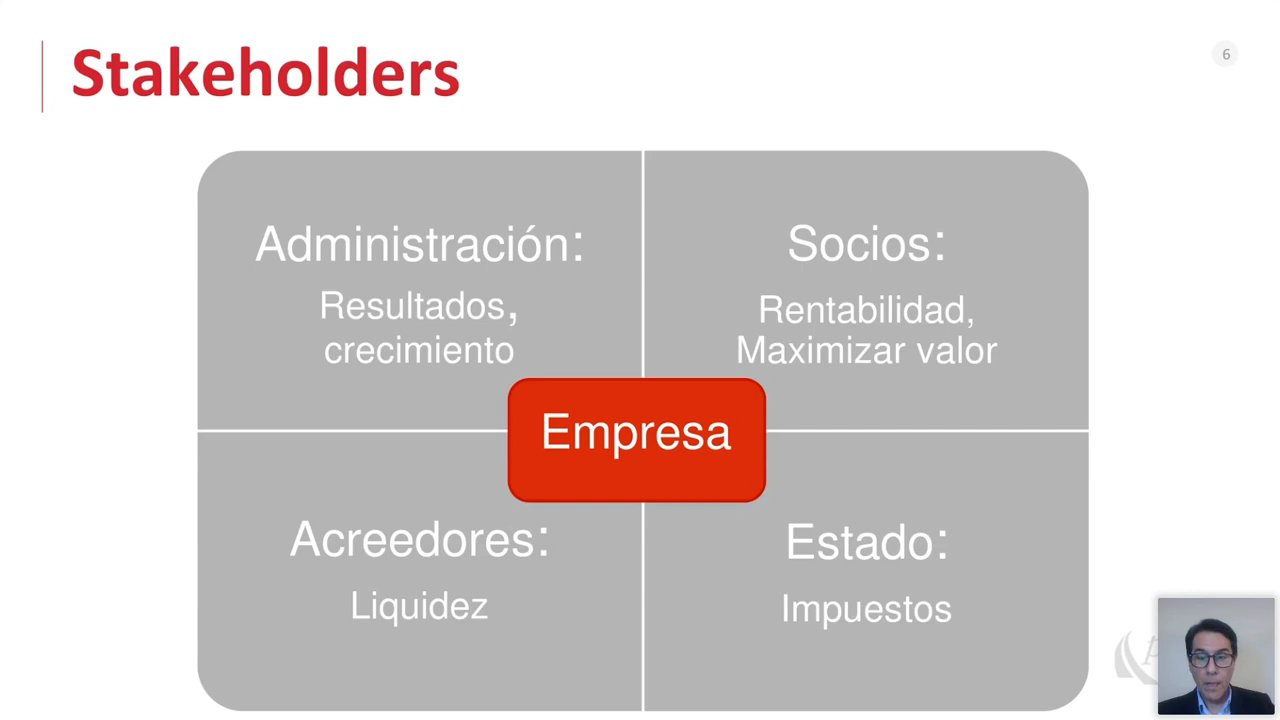 Stakeholders
6
Administración:
Resultados,
crecimiento
Socios:
Rentabilidad,
Maximizar valor
Empresa
Acreedores:
Liquidez
Estado:
Impuestos